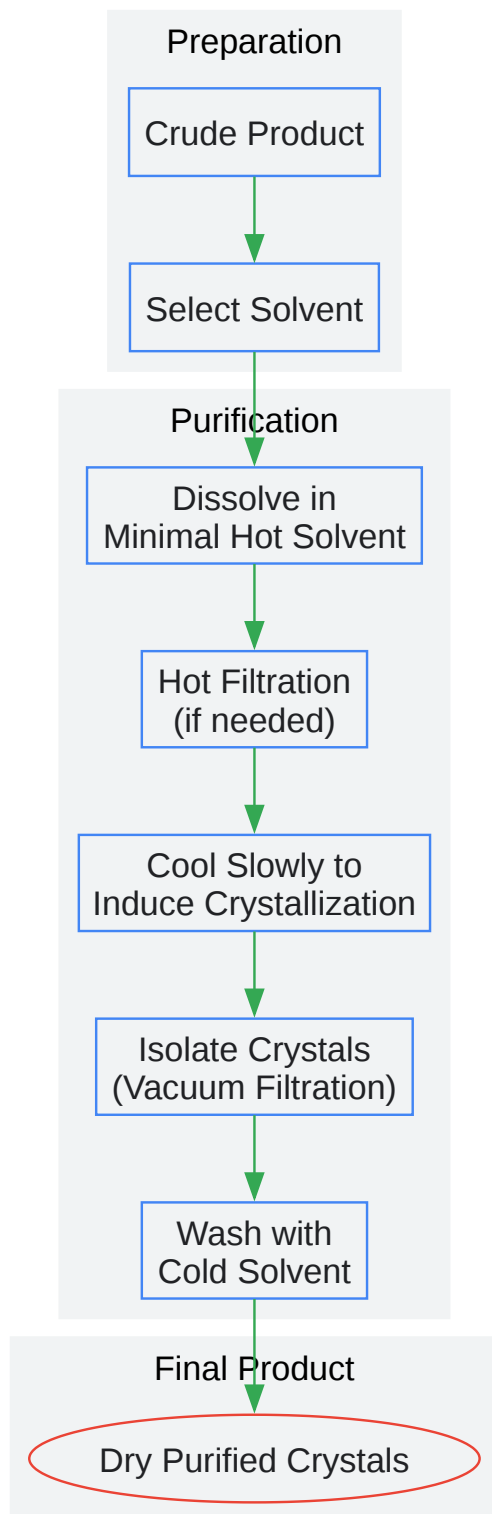 Preparation
Crude Product
Select Solvent
Purification
Dissolve in
Minimal Hot Solvent
Hot Filtration
(if needed)
Cool Slowly to
Induce Crystallization
Isolate Crystals
(Vacuum Filtration)
Wash with
Cold Solvent
Final Product
Dry Purified Crystals